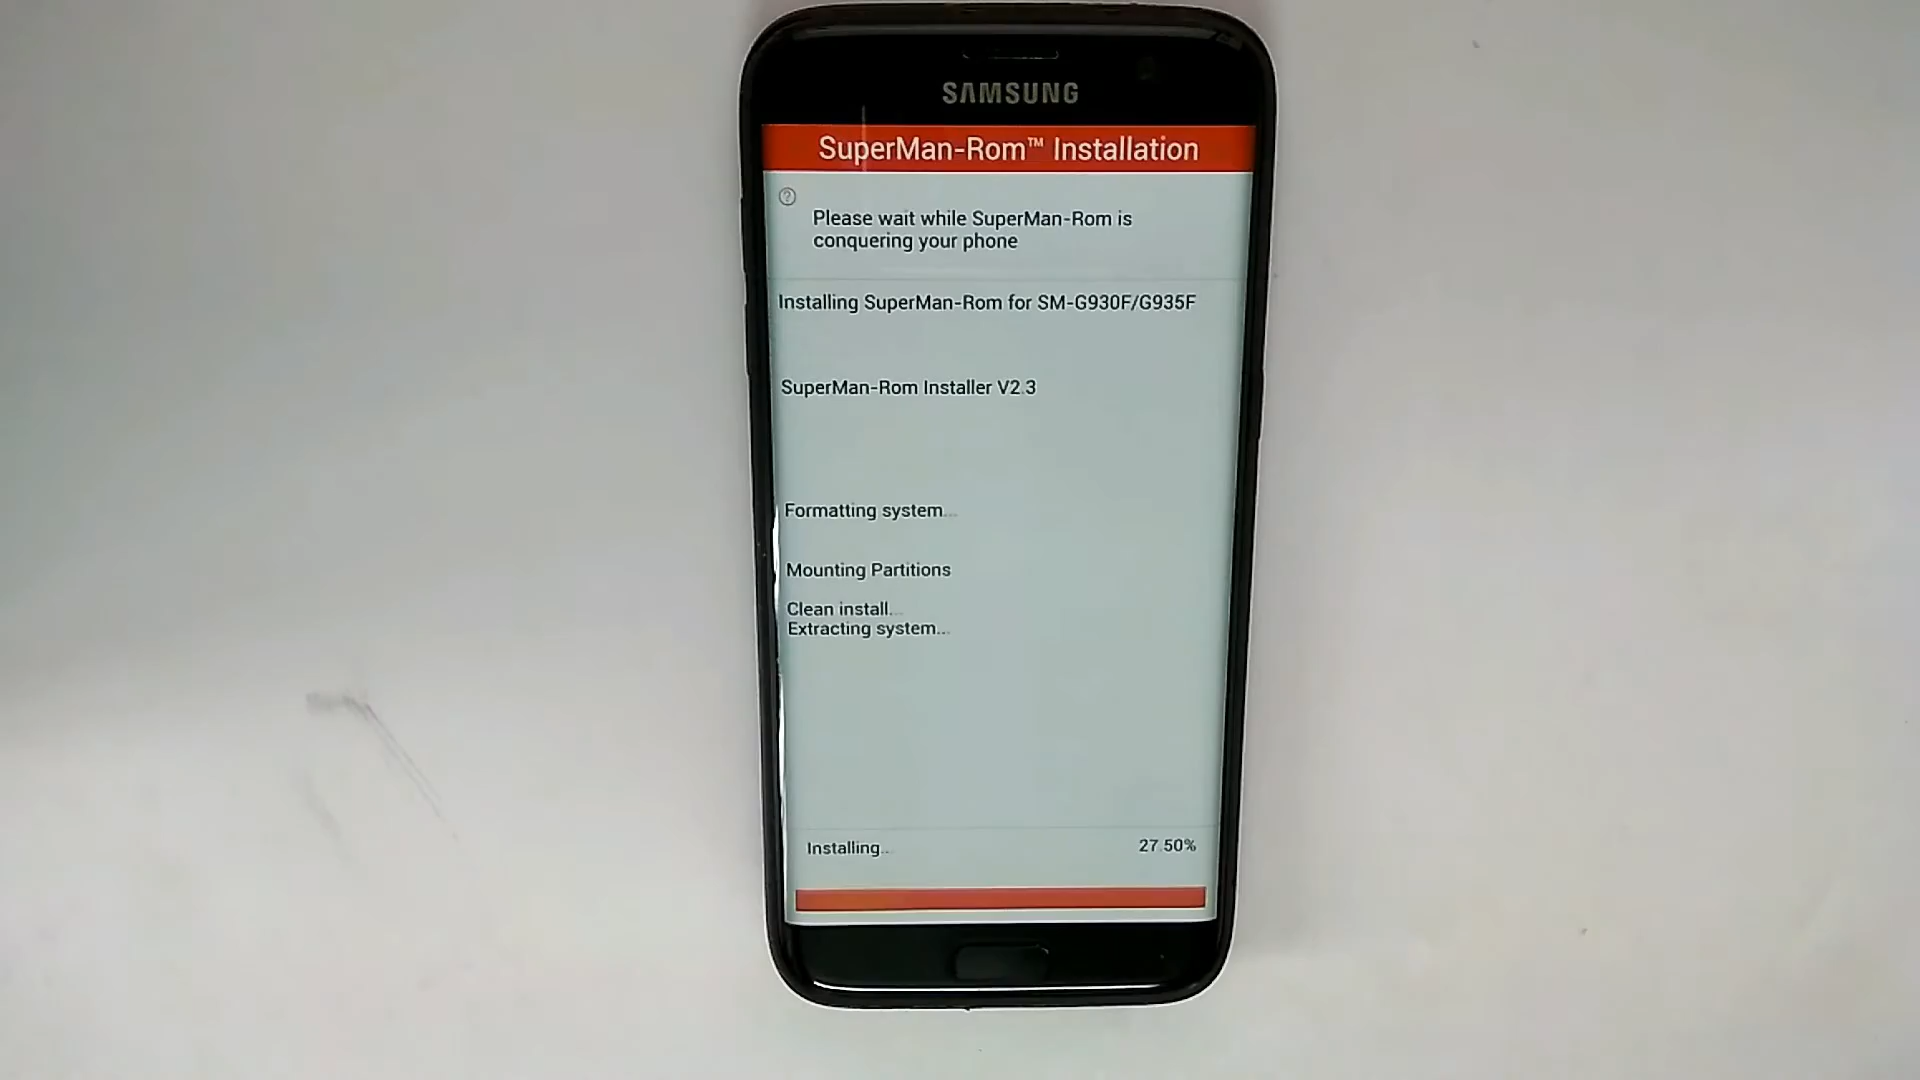 SAMSUNG
SuperMan-Rom™ Installation
Please wait while SuperMan-Rom is
conquering your phone
Installing SuperMan-Rom for SM-G930F/G935F
SuperMan-Rom Installer V2.3
Formatting system...
Mounting Partitions
Clean install...
Extracting system...
Installing...
27.50%